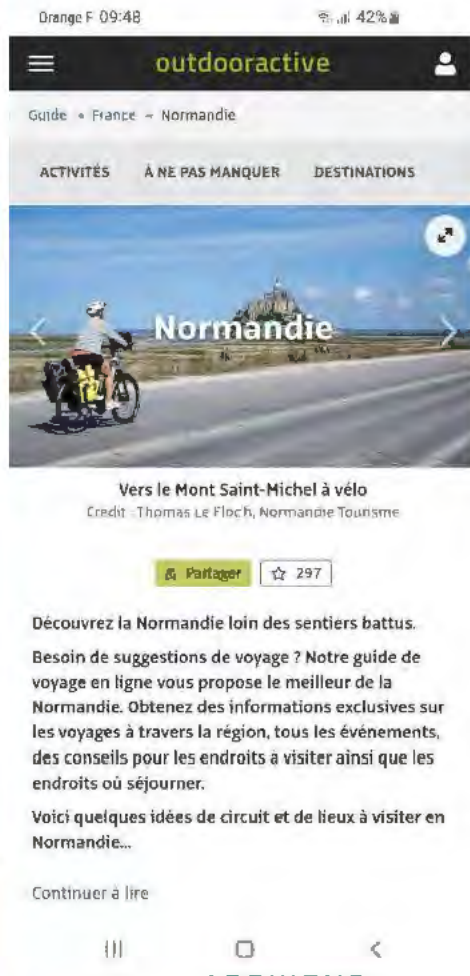 Orange F 09:48 42%
outdooractive
Guide • France – Normandie
ACTIVITÉS À NE PAS MANQUER DESTINATIONS
Normandie
Vers le Mont Saint-Michel à vélo
Credit : Thomas Le Floc'h, Normandie Tourisme
Partager 297
Découvrez la Normandie loin des sentiers battus.
Besoin de suggestions de voyage ? Notre guide de
voyage en ligne vous propose le meilleur de la
Normandie. Obtenez des informations exclusives sur
les voyages à travers la région, tous les événements,
des conseils pour les endroits à visiter ainsi que les
endroits où séjourner.
Voici quelques idées de circuit et de lieux à visiter en
Normandie...
Continuer à lire